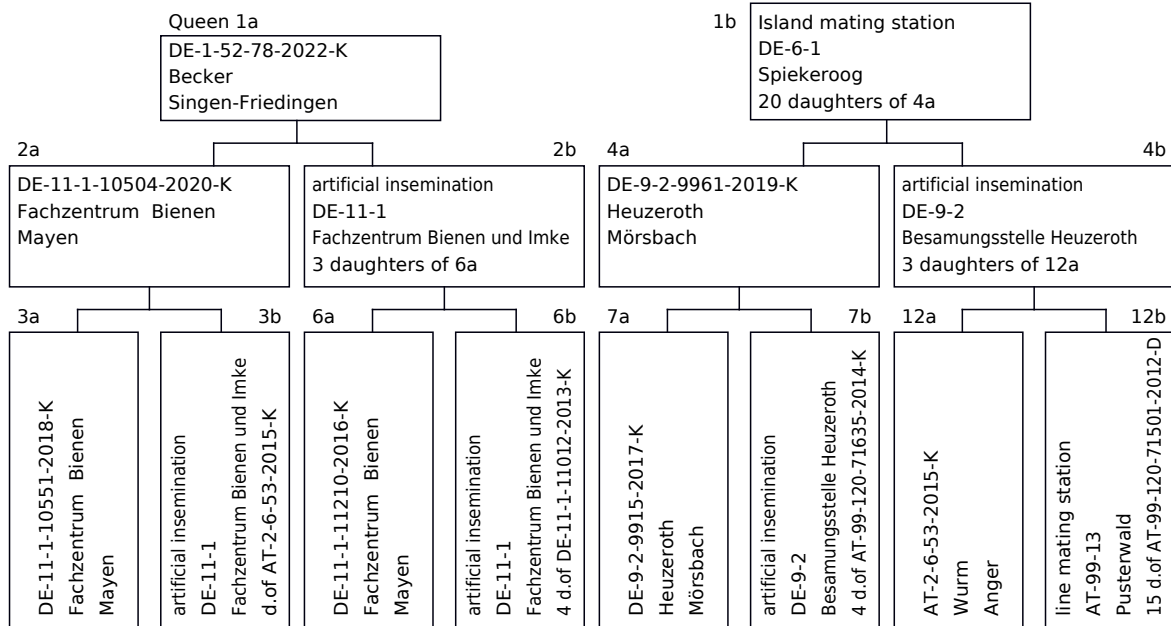 Queen 1a
DE-1-52-78-2022-K
Becker
Singen-Friedingen
1b
Island mating station
DE-6-1
Spiekeroog
20 daughters of 4a
2a
DE-11-1-10504-2020-K
Fachzentrum Bienen
Mayen
2b
artificial insemination
DE-11-1
Fachzentrum Bienen und Imke
3 daughters of 6a
4a
DE-9-2-9961-2019-K
Heuzeroth
Mörsbach
4b
artificial insemination
DE-9-2
Besamungsstelle Heuzeroth
3 daughters of 12a
3a
DE-11-1-10551-2018-K
Fachzentrum Bienen
Mayen
3b
artificial insemination
DE-11-1
Fachzentrum Bienen und Imke
d.of AT-2-6-53-2015-K
6a
DE-11-1-11210-2016-K
Fachzentrum Bienen
Mayen
6b
artificial insemination
DE-11-1
Fachzentrum Bienen und Imke
4 d.of DE-11-1-11012-2013-K
7a
DE-9-2-9915-2017-K
Heuzeroth
Mörsbach
7b
artificial insemination
DE-9-2
Besamungsstelle Heuzeroth
4 d.of AT-99-120-71635-2014-K
12a
AT-2-6-53-2015-K
Wurm
Anger
12b
line mating station
AT-99-13
Pusterwald
15 d.of AT-99-120-71501-2012-D